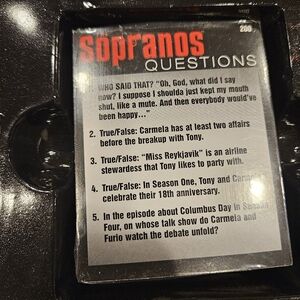 Sopranos
200
QUESTIONS
1. WHO SAID THAT? "Oh, God, what did I say
now? I suppose I shoulda just kept my mouth
shut, like a mute. And then everybody would've
been happy..."
2. True/False: Carmela has at least two affairs
before the breakup with Tony.
3. True/False: "Miss Reykjavik" is an airline
stewardess that Tony likes to party with.
4. True/False: In Season One, Tony and Carmela
celebrate their 18th anniversary.
5. In the episode about Columbus Day in Season
Four, on whose talk show do Carmela and
Furio watch the debate unfold?